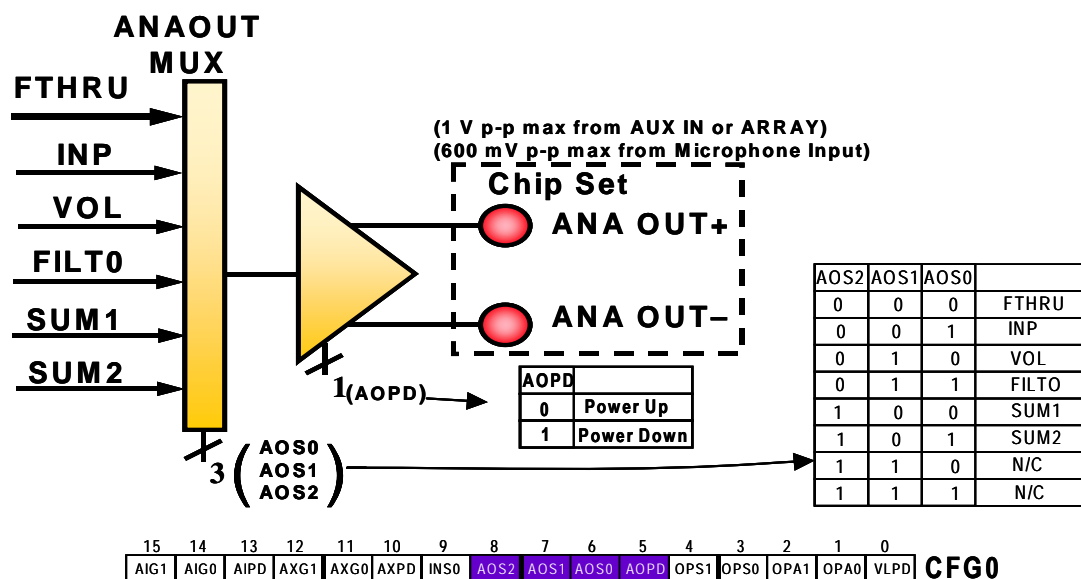 ANAOUT
MUX
FTHRU
INP
VOL
FILT0
SUM1
SUM2
(1 V p-p max from AUX IN or ARRAY)
(600 mV p-p max from Microphone Input)
Chip Set
ANA OUT+
ANA OUT–
1 (AOPD)
AOPD
0 Power Up
1 Power Down
3 ( AOS0
AOS1
AOS2 )
AOS2 AOS1 AOS0
0 0 0 FTHRU
0 0 1 INP
0 1 0 VOL
0 1 1 FILTO
1 0 0 SUM1
1 0 1 SUM2
1 1 0 N/C
1 1 1 N/C
15 14 13 12 11 10 9 8 7 6 5 4 3 2 1 0
AIG1 AIG0 AIPD AXG1 AXG0 AXPD INS0 AOS2 AOS1 AOS0 AOPD OPS1 OPS0 OPA1 OPA0 VLPD CFG0